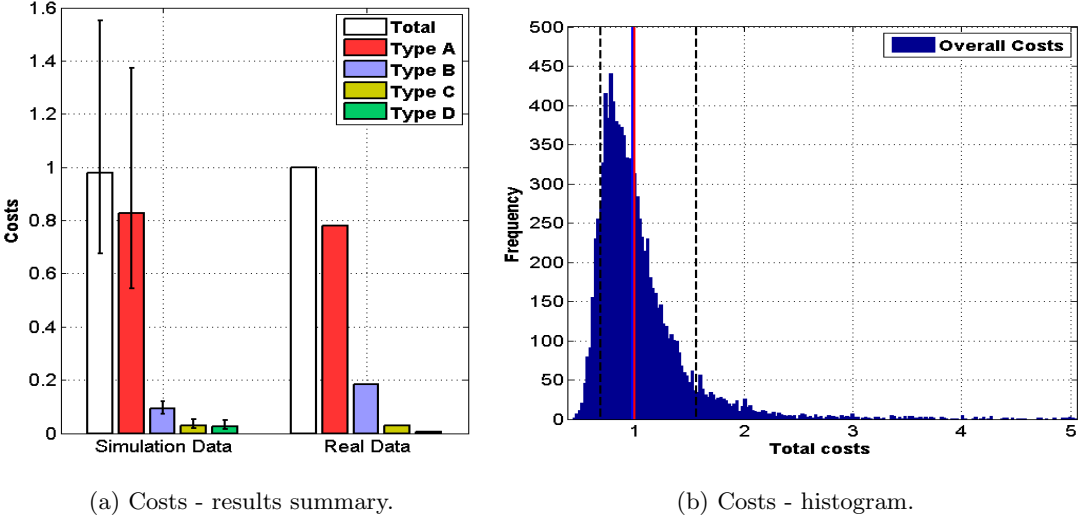 1.6
1.4
1.2
1
0.8
0.6
0.4
0.2
0
Costs
Total
Type A
Type B
Type C
Type D
Simulation Data
Real Data
(a) Costs - results summary.
500
450
400
350
300
250
200
150
100
50
0
Frequency
Overall Costs
1
2
3
4
5
Total costs
(b) Costs - histogram.